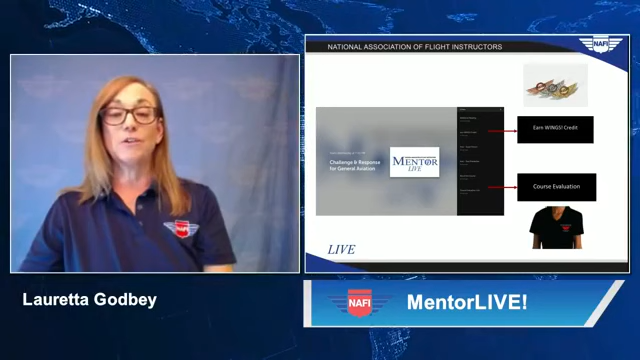 NATIONAL ASSOCIATION OF FLIGHT INSTRUCTORS
NAFI
Earn WINGS! Credit
Challenge & Response
for General Aviation
MENTOR
LIVE
Course Evaluation
LIVE
Lauretta Godbey
NAFI
MentorLIVE!